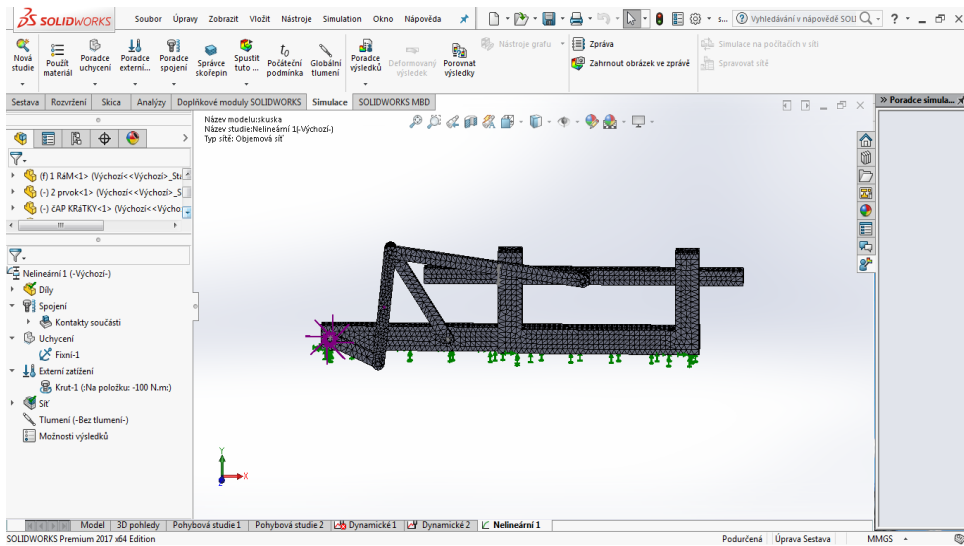 SOLIDWORKS Soubor Úpravy Zobrazit Vložit Nástroje Simulation Okno Nápověda s... Vyhledávání v nápovědě SOLI
Nová studie
Použít materiál
Poradce uchycení
Poradce externí...
Poradce spojení
Správce skořepin
Spustit tuto ...
Počáteční podmínka
Globální tlumení
Poradce výsledků
Deformovaný výsledek
Porovnat výsledky
Nástroje grafu
Zpráva
Zahrnout obrázek ve zprávě
Simulace na počítačích v síti
Spravovat sítě
Sestava Rozvržení Skica Analýzy Doplňkové moduly SOLIDWORKS Simulace SOLIDWORKS MBD
Poradce simula...
Název modelu:skuska
Název studie:Nelineární 1(-Výchozí-)
Typ sítě: Objemová síť
(f) 1 RáM<1> (Výchozí<<Výchozí>_Sta
(-) 2 prvok<1> (Výchozí<<Výchozí>_S
(-) čAP KRáTKY<1> (Výchozí<<Výcho
Nelineární 1 (-Výchozí-)
Díly
Spojení
Kontakty součásti
Uchycení
Fixní-1
Externí zatížení
Krut-1 (:Na položku: -100 N.m:)
Síť
Tlumení (-Bez tlumení-)
Možnosti výsledků
Y
X
Z
Model 3D pohledy Pohybová studie 1 Pohybová studie 2 Dynamické 1 Dynamické 2 Nelineární 1
SOLIDWORKS Premium 2017 x64 Edition Podurčená Úprava Sestava MMGS